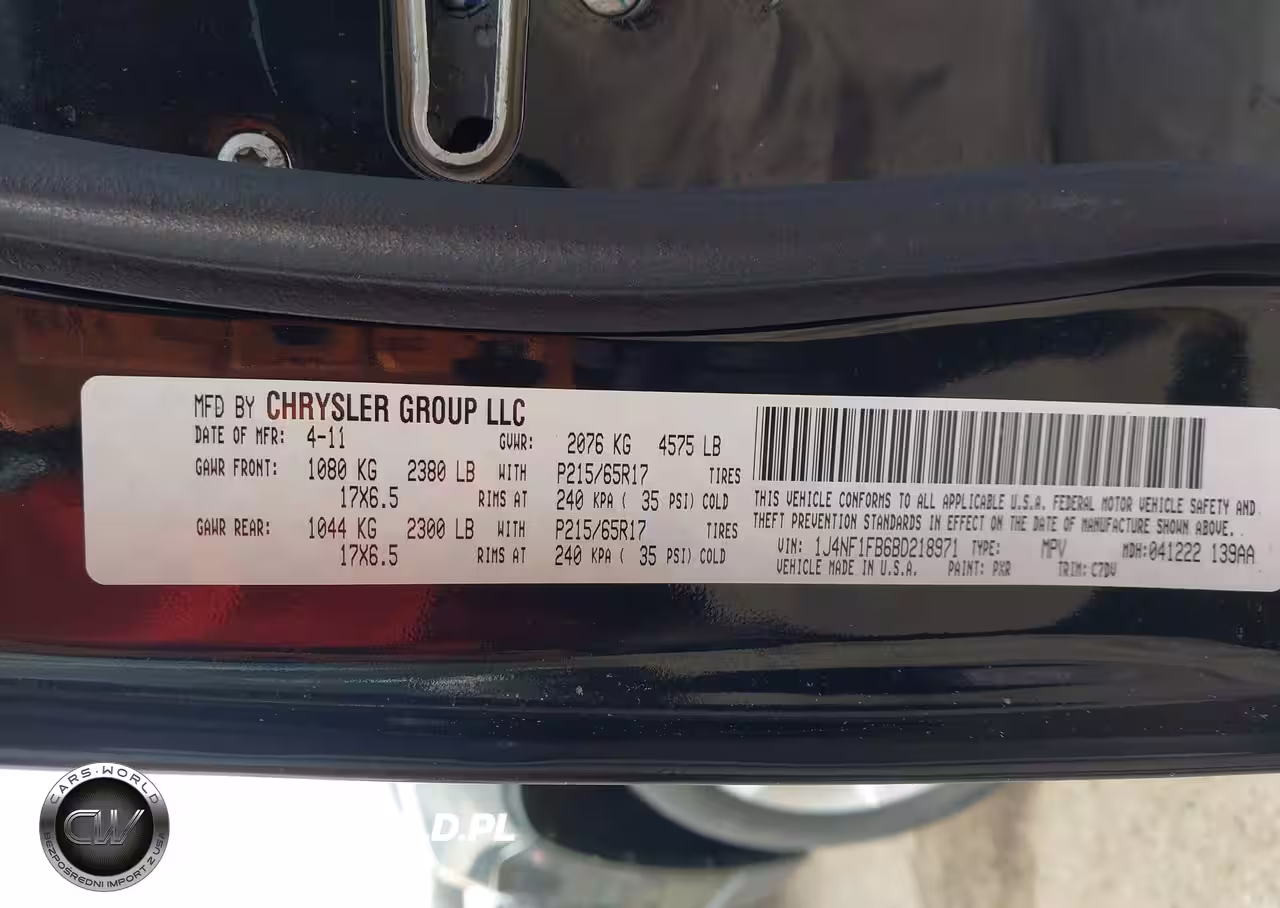 MFD BY CHRYSLER GROUP LLC
DATE OF MFR: 4-11 GVWR: 2076 KG 4575 LB
GAWR FRONT: 1080 KG 2380 LB WITH P215/65R17 TIRES
17X6.5 RIMS AT 240 KPA ( 35 PSI) COLD
GAWR REAR: 1044 KG 2300 LB WITH P215/65R17 TIRES
17X6.5 RIMS AT 240 KPA ( 35 PSI) COLD
THIS VEHICLE CONFORMS TO ALL APPLICABLE U.S.A. FEDERAL MOTOR VEHICLE SAFETY AND
THEFT PREVENTION STANDARDS IN EFFECT ON THE DATE OF MANUFACTURE SHOWN ABOVE.
VIN: 1J4NF1FB6BD218971 TYPE: MPV MDH:041222 139AA
VEHICLE MADE IN U.S.A. PAINT: PXR TRIM: C7DV
CARS-WORLD
CW
BEZPOŚREDNI IMPORT Z USA
D.PL